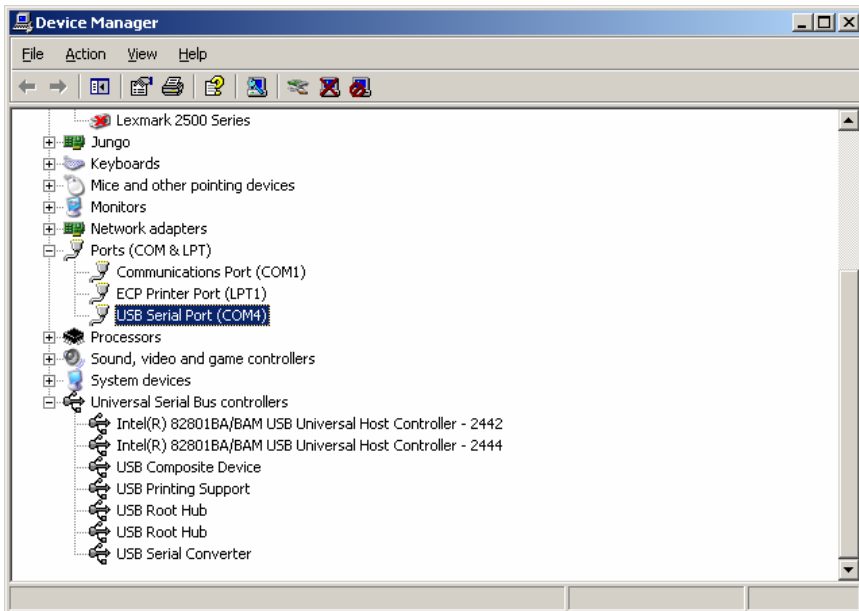 Device Manager
File Action View Help
Lexmark 2500 Series
Jungo
Keyboards
Mice and other pointing devices
Monitors
Network adapters
Ports (COM & LPT)
Communications Port (COM1)
ECP Printer Port (LPT1)
USB Serial Port (COM4)
Processors
Sound, video and game controllers
System devices
Universal Serial Bus controllers
Intel(R) 82801BA/BAM USB Universal Host Controller - 2442
Intel(R) 82801BA/BAM USB Universal Host Controller - 2444
USB Composite Device
USB Printing Support
USB Root Hub
USB Root Hub
USB Serial Converter